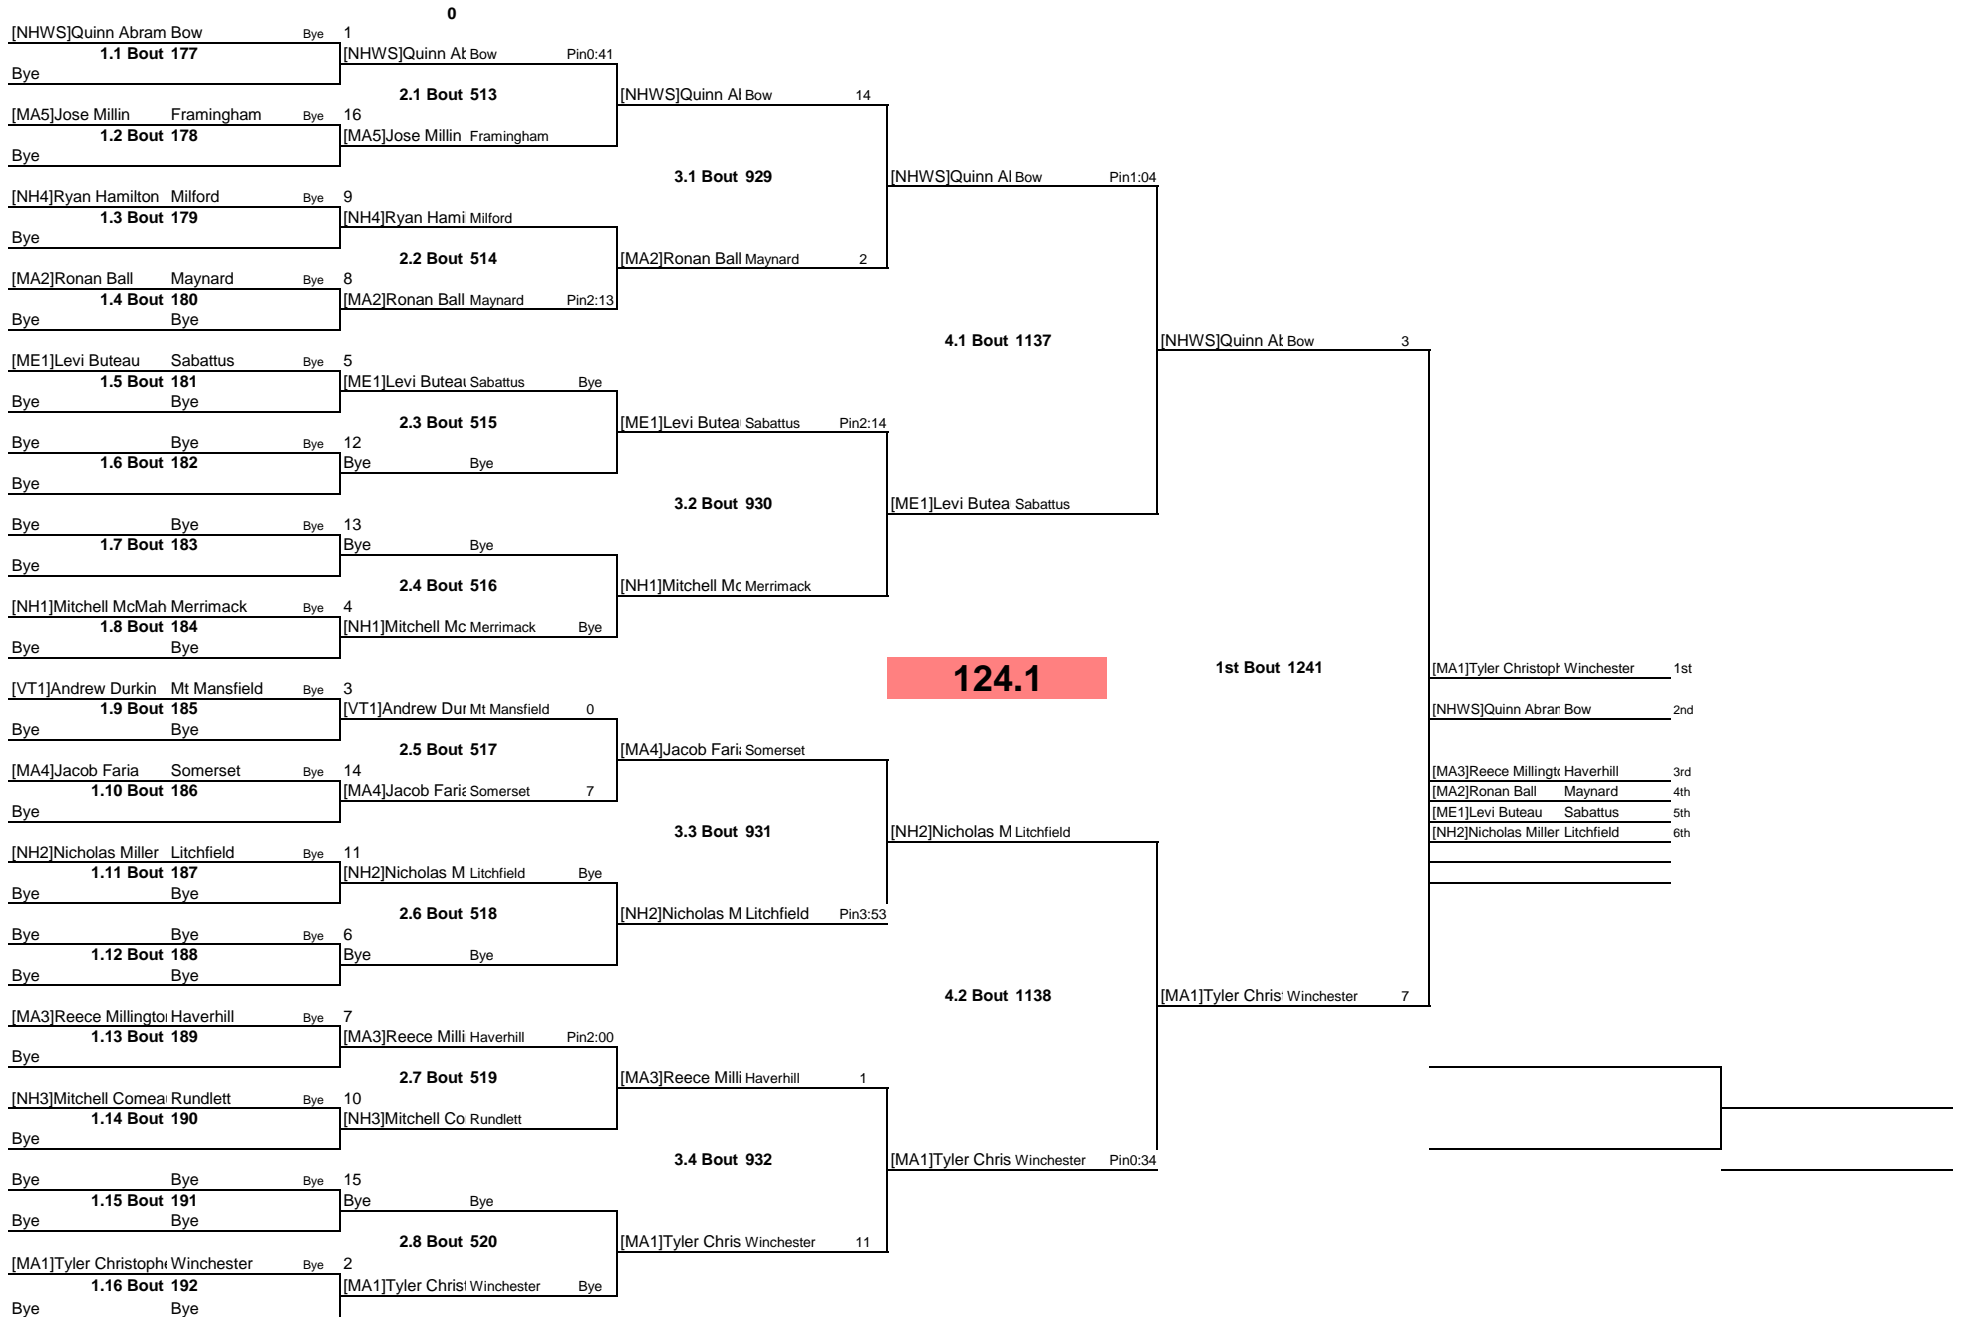 0
[NHWS]Quinn Abram Bow Bye 1
1.1 Bout 177 [NHWS]Quinn Ab Bow Pin0:41
Bye
2.1 Bout 513 [NHWS]Quinn Al Bow 14
[MA5]Jose Millin Framingham Bye 16
1.2 Bout 178 [MA5]Jose Millin Framingham
Bye
3.1 Bout 929 [NHWS]Quinn Al Bow Pin1:04
[NH4]Ryan Hamilton Milford Bye 9
1.3 Bout 179 [NH4]Ryan Hami Milford
Bye
2.2 Bout 514 [MA2]Ronan Ball Maynard 2
[MA2]Ronan Ball Maynard Bye 8
1.4 Bout 180 [MA2]Ronan Ball Maynard Pin2:13
Bye Bye
4.1 Bout 1137 [NHWS]Quinn Ab Bow 3
[ME1]Levi Buteau Sabattus Bye 5
1.5 Bout 181 [ME1]Levi Buteau Sabattus Bye
Bye Bye
2.3 Bout 515 [ME1]Levi Butea Sabattus Pin2:14
Bye Bye Bye 12
1.6 Bout 182 Bye Bye
Bye
3.2 Bout 930 [ME1]Levi Butea Sabattus
Bye Bye Bye 13
1.7 Bout 183 Bye Bye
Bye
2.4 Bout 516 [NH1]Mitchell Mc Merrimack
[NH1]Mitchell McMah Merrimack Bye 4
1.8 Bout 184 [NH1]Mitchell Mc Merrimack Bye
Bye Bye
124.1 1st Bout 1241 [MA1]Tyler Christoph Winchester 1st
[VT1]Andrew Durkin Mt Mansfield Bye 3
1.9 Bout 185 [VT1]Andrew Dur Mt Mansfield 0 [NHWS]Quinn Abrar Bow 2nd
Bye Bye
2.5 Bout 517 [MA4]Jacob Faria Somerset
[MA4]Jacob Faria Somerset Bye 14 [MA3]Reece Millingto Haverhill 3rd
1.10 Bout 186 [MA4]Jacob Faria Somerset 7 [MA2]Ronan Ball Maynard 4th
Bye [ME1]Levi Buteau Sabattus 5th
3.3 Bout 931 [NH2]Nicholas M Litchfield [NH2]Nicholas Miller Litchfield 6th
[NH2]Nicholas Miller Litchfield Bye 11
1.11 Bout 187 [NH2]Nicholas M Litchfield Bye
Bye Bye
2.6 Bout 518 [NH2]Nicholas M Litchfield Pin3:53
Bye Bye Bye 6
1.12 Bout 188 Bye Bye
Bye Bye
4.2 Bout 1138 [MA1]Tyler Chris Winchester 7
[MA3]Reece Millingto Haverhill Bye 7
1.13 Bout 189 [MA3]Reece Milli Haverhill Pin2:00
Bye
2.7 Bout 519 [MA3]Reece Milli Haverhill 1
[NH3]Mitchell Comea Rundlett Bye 10
1.14 Bout 190 [NH3]Mitchell Co Rundlett
Bye
3.4 Bout 932 [MA1]Tyler Chris Winchester Pin0:34
Bye Bye Bye 15
1.15 Bout 191 Bye Bye
Bye Bye
2.8 Bout 520 [MA1]Tyler Chris Winchester 11
[MA1]Tyler Christophe Winchester Bye 2
1.16 Bout 192 [MA1]Tyler Christ Winchester Bye
Bye Bye